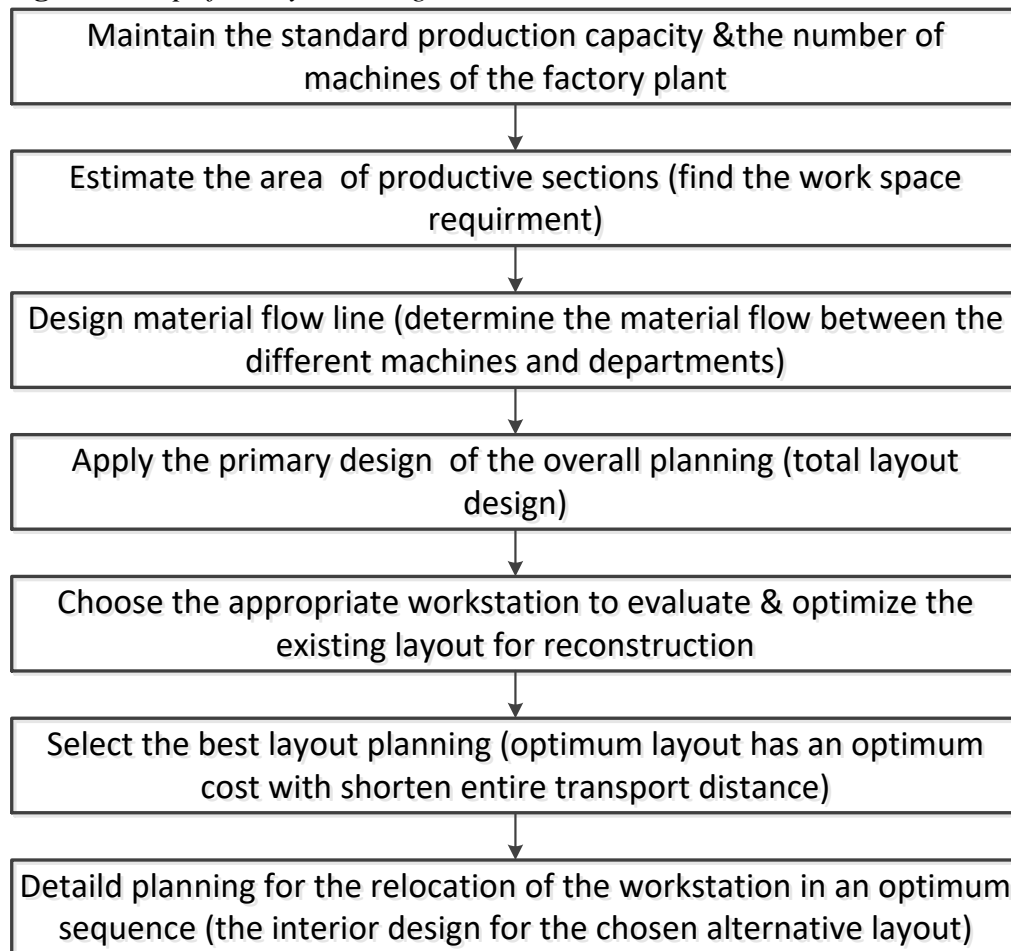 Maintain the standard production capacity &the number of
machines of the factory plant
Estimate the area of productive sections (find the work space
requirment)
Design material flow line (determine the material flow between the
different machines and departments)
Apply the primary design of the overall planning (total layout
design)
Choose the appropriate workstation to evaluate & optimize the
existing layout for reconstruction
Select the best layout planning (optimum layout has an optimum
cost with shorten entire transport distance)
Detaild planning for the relocation of the workstation in an optimum
sequence (the interior design for the chosen alternative layout)